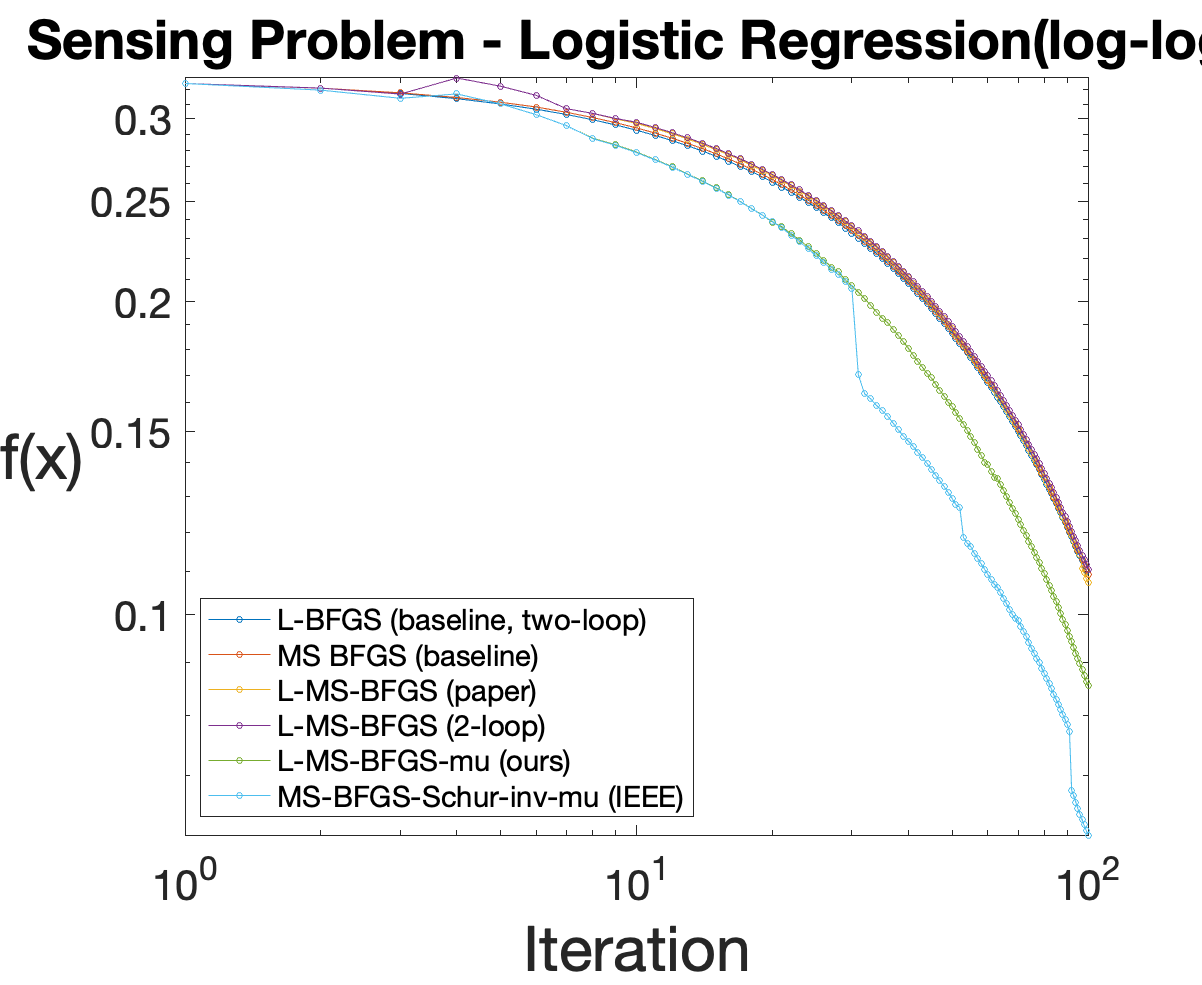 Sensing Problem - Logistic Regression(log-log
0.3
0.25
0.2
0.15
0.1
f(x)
L-BFGS (baseline, two-loop)
MS BFGS (baseline)
L-MS-BFGS (paper)
L-MS-BFGS (2-loop)
L-MS-BFGS-mu (ours)
MS-BFGS-Schur-inv-mu (IEEE)
10^0 10^1 10^2
Iteration